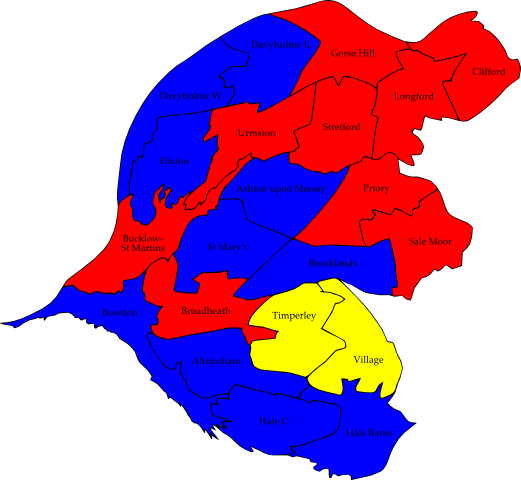 Davyhulme E.
Gorse Hill
Clifford
Davyhulme W.
Longford
Urmston
Stretford
Flixton
Ashton upon Mersey
Priory
Bucklow-
St Martins
St Mary's
Sale Moor
Brooklands
Bowdon
Broadheath
Timperley
Altrincham
Village
Hale C.
Hale Barns